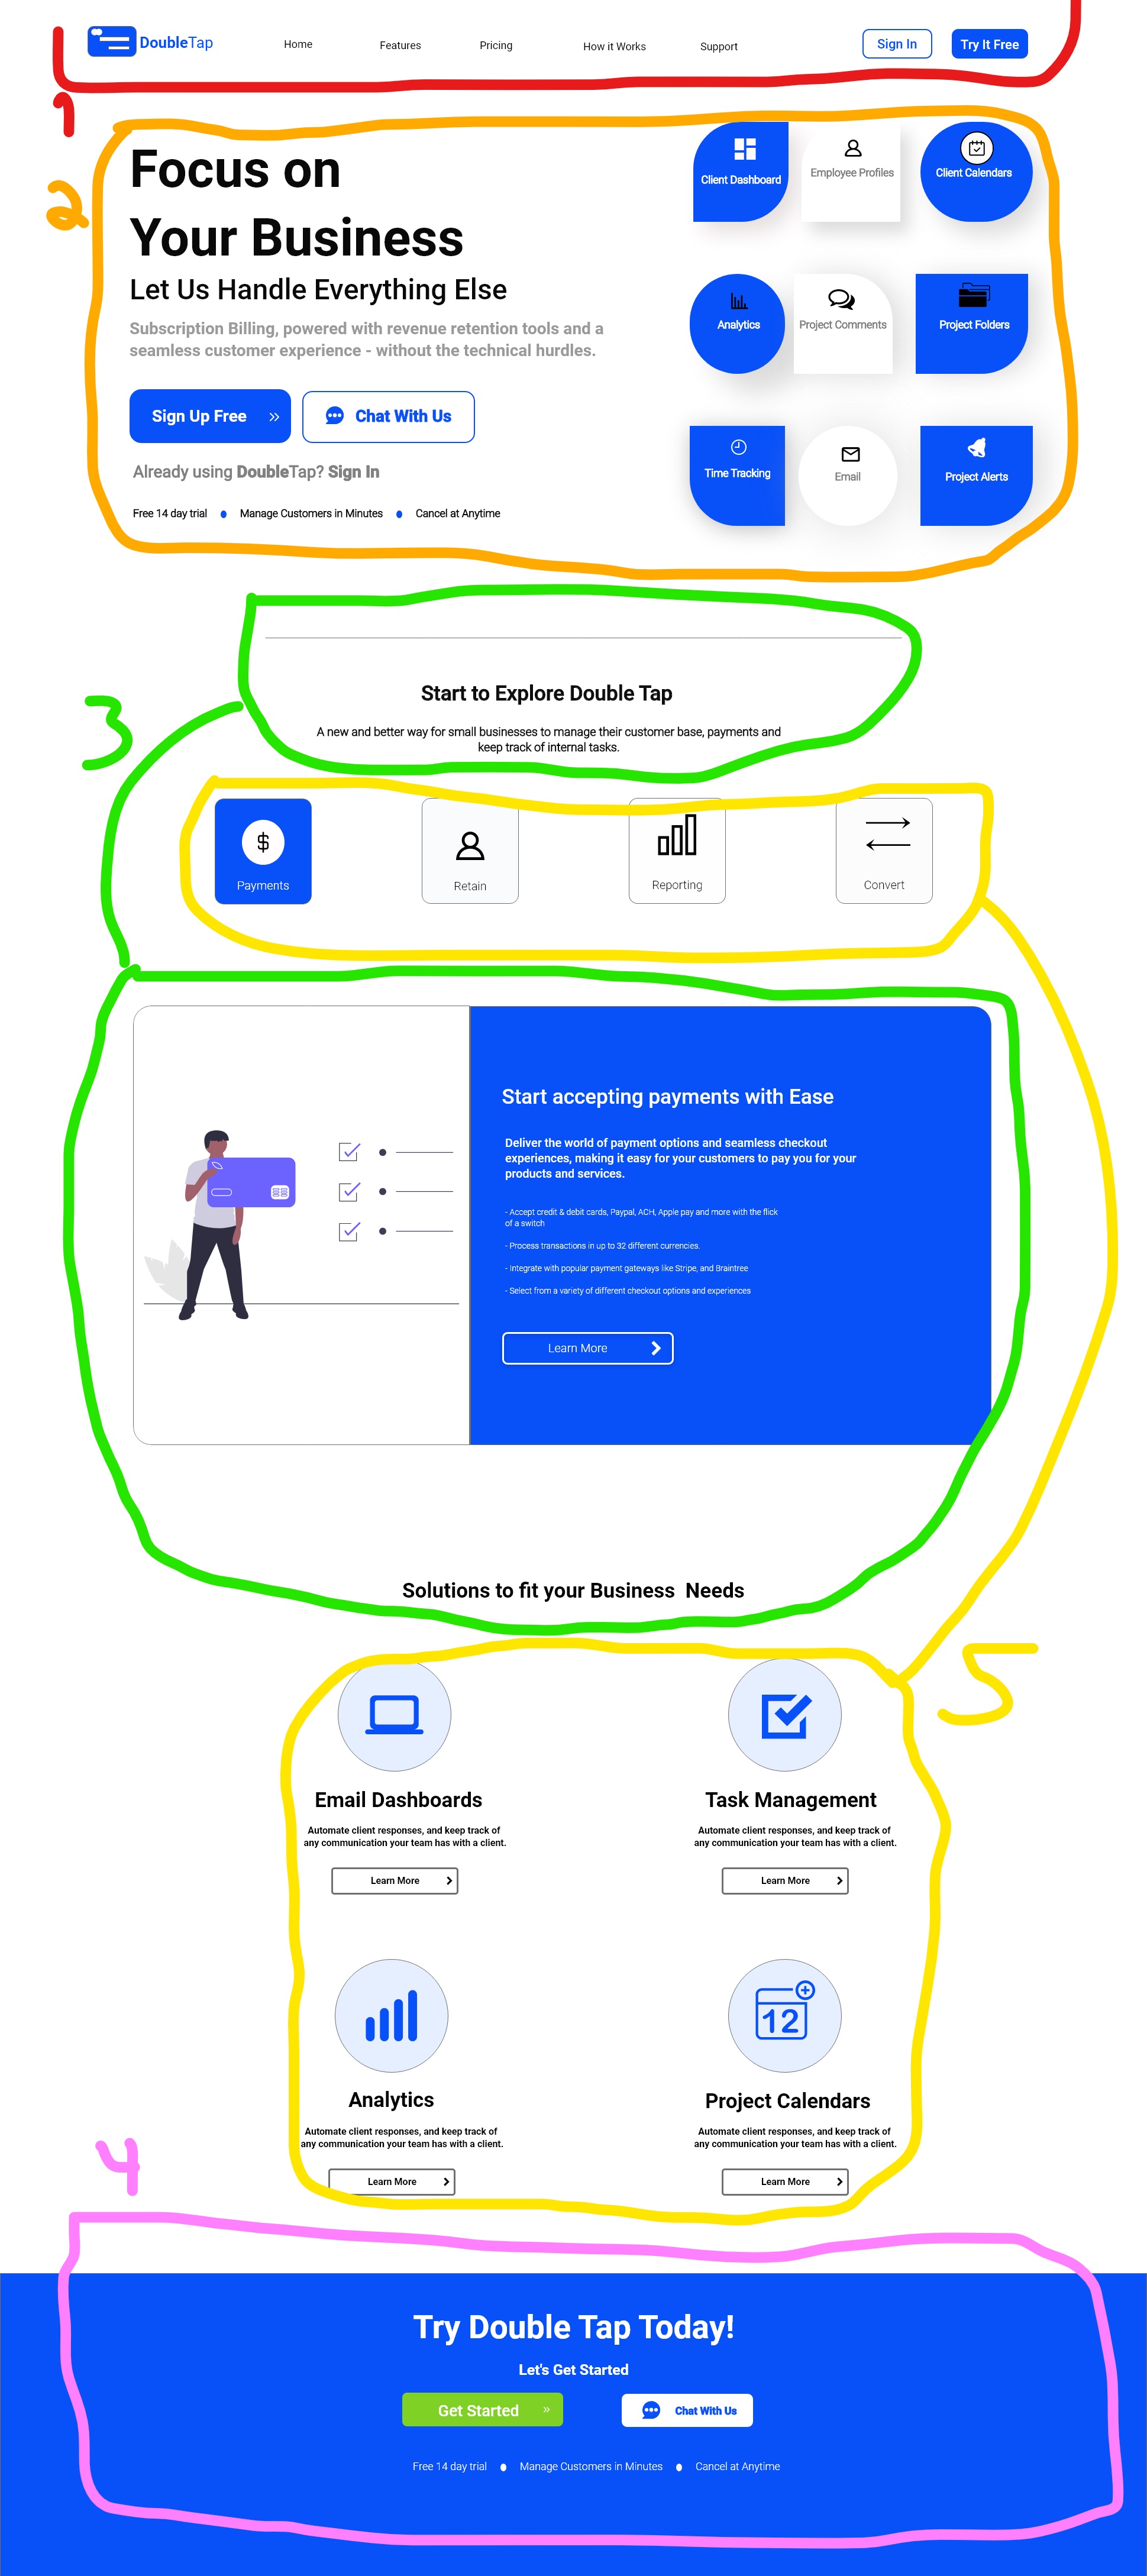 DoubleTap
Home
Features
Pricing
How it Works
Support
Sign In
Try It Free
1
2
Focus on
Your Business
Let Us Handle Everything Else
Subscription Billing, powered with revenue retention tools and a
seamless customer experience - without the technical hurdles.
Sign Up Free
Chat With Us
Already using DoubleTap? Sign In
Free 14 day trial
Manage Customers in Minutes
Cancel at Anytime
Client Dashboard
Employee Profiles
Client Calendars
Analytics
Project Comments
Project Folders
Time Tracking
Email
Project Alerts
3
Start to Explore Double Tap
A new and better way for small businesses to manage their customer base, payments and
keep track of internal tasks.
$
Payments
Retain
Reporting
Convert
Start accepting payments with Ease
Deliver the world of payment options and seamless checkout
experiences, making it easy for your customers to pay you for your
products and services.
- Accept credit & debit cards, Paypal, ACH, Apple pay and more with the flick
of a switch
- Process transactions in up to 32 different currencies.
- Integrate with popular payment gateways like Stripe, and Braintree
- Select from a variety of different checkout options and experiences
Learn More
Solutions to fit your Business Needs
5
Email Dashboards
Automate client responses, and keep track of
any communication your team has with a client.
Learn More
Task Management
Automate client responses, and keep track of
any communication your team has with a client.
Learn More
12
Analytics
Automate client responses, and keep track of
any communication your team has with a client.
Learn More
Project Calendars
Automate client responses, and keep track of
any communication your team has with a client.
Learn More
4
Try Double Tap Today!
Let's Get Started
Get Started
Chat With Us
Free 14 day trial
Manage Customers in Minutes
Cancel at Anytime